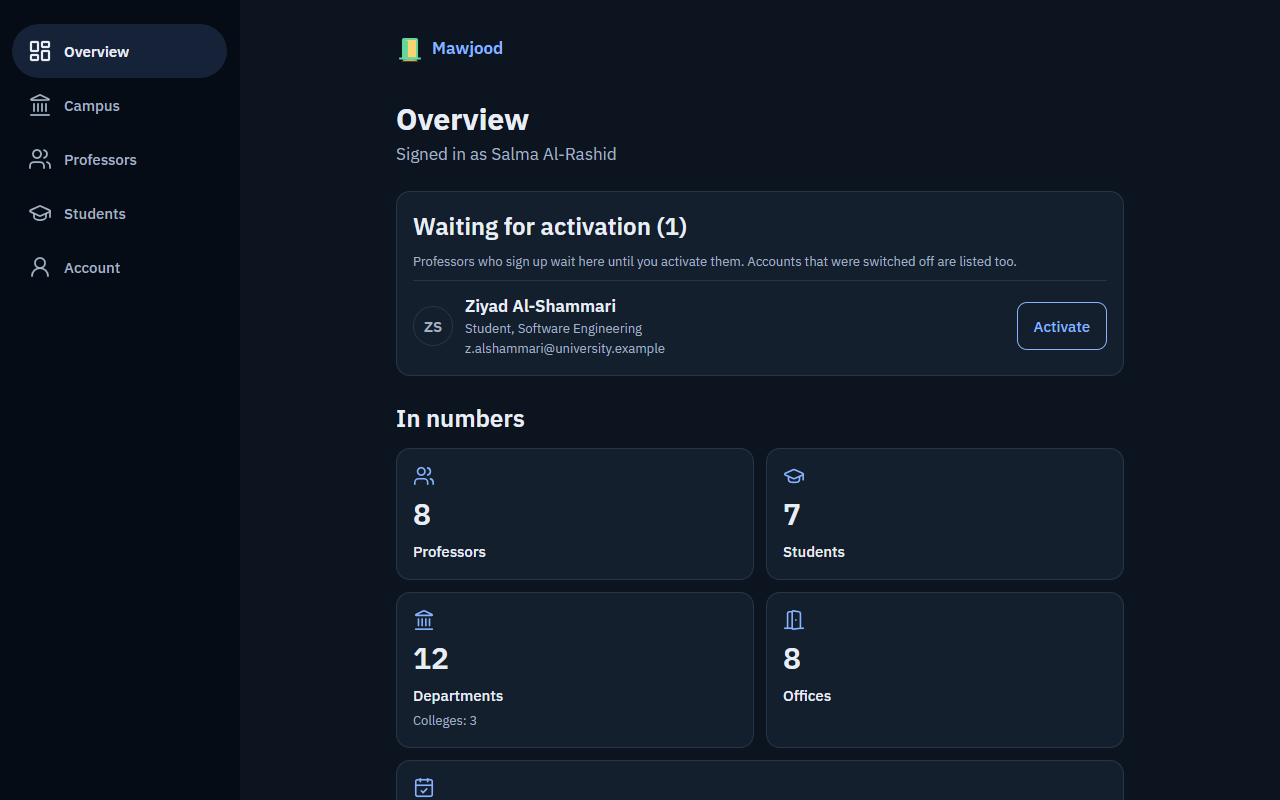 Overview
Campus
Professors
Students
Account
Mawjood
Overview
Signed in as Salma Al-Rashid
Waiting for activation (1)
Professors who sign up wait here until you activate them. Accounts that were switched off are listed too.
ZS
Ziyad Al-Shammari
Student, Software Engineering
z.alshammari@university.example
Activate
In numbers
8
Professors
7
Students
12
Departments
Colleges: 3
8
Offices